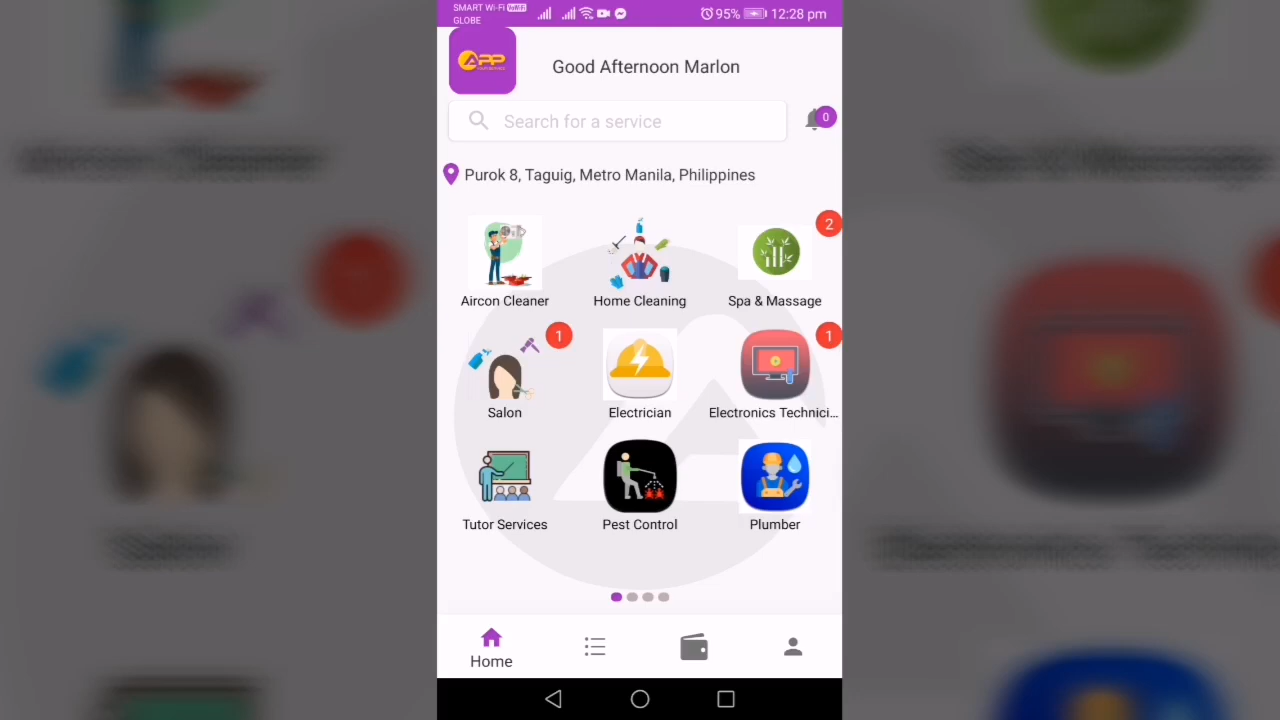 SMART Wi-Fi VoWiFi
GLOBE
95%
12:28 pm
APP
Good Afternoon Marlon
Search for a service
0
Purok 8, Taguig, Metro Manila, Philippines
2
Aircon Cleaner
Home Cleaning
Spa & Massage
1
1
Salon
Electrician
Electronics Technici...
Tutor Services
Pest Control
Plumber
Home